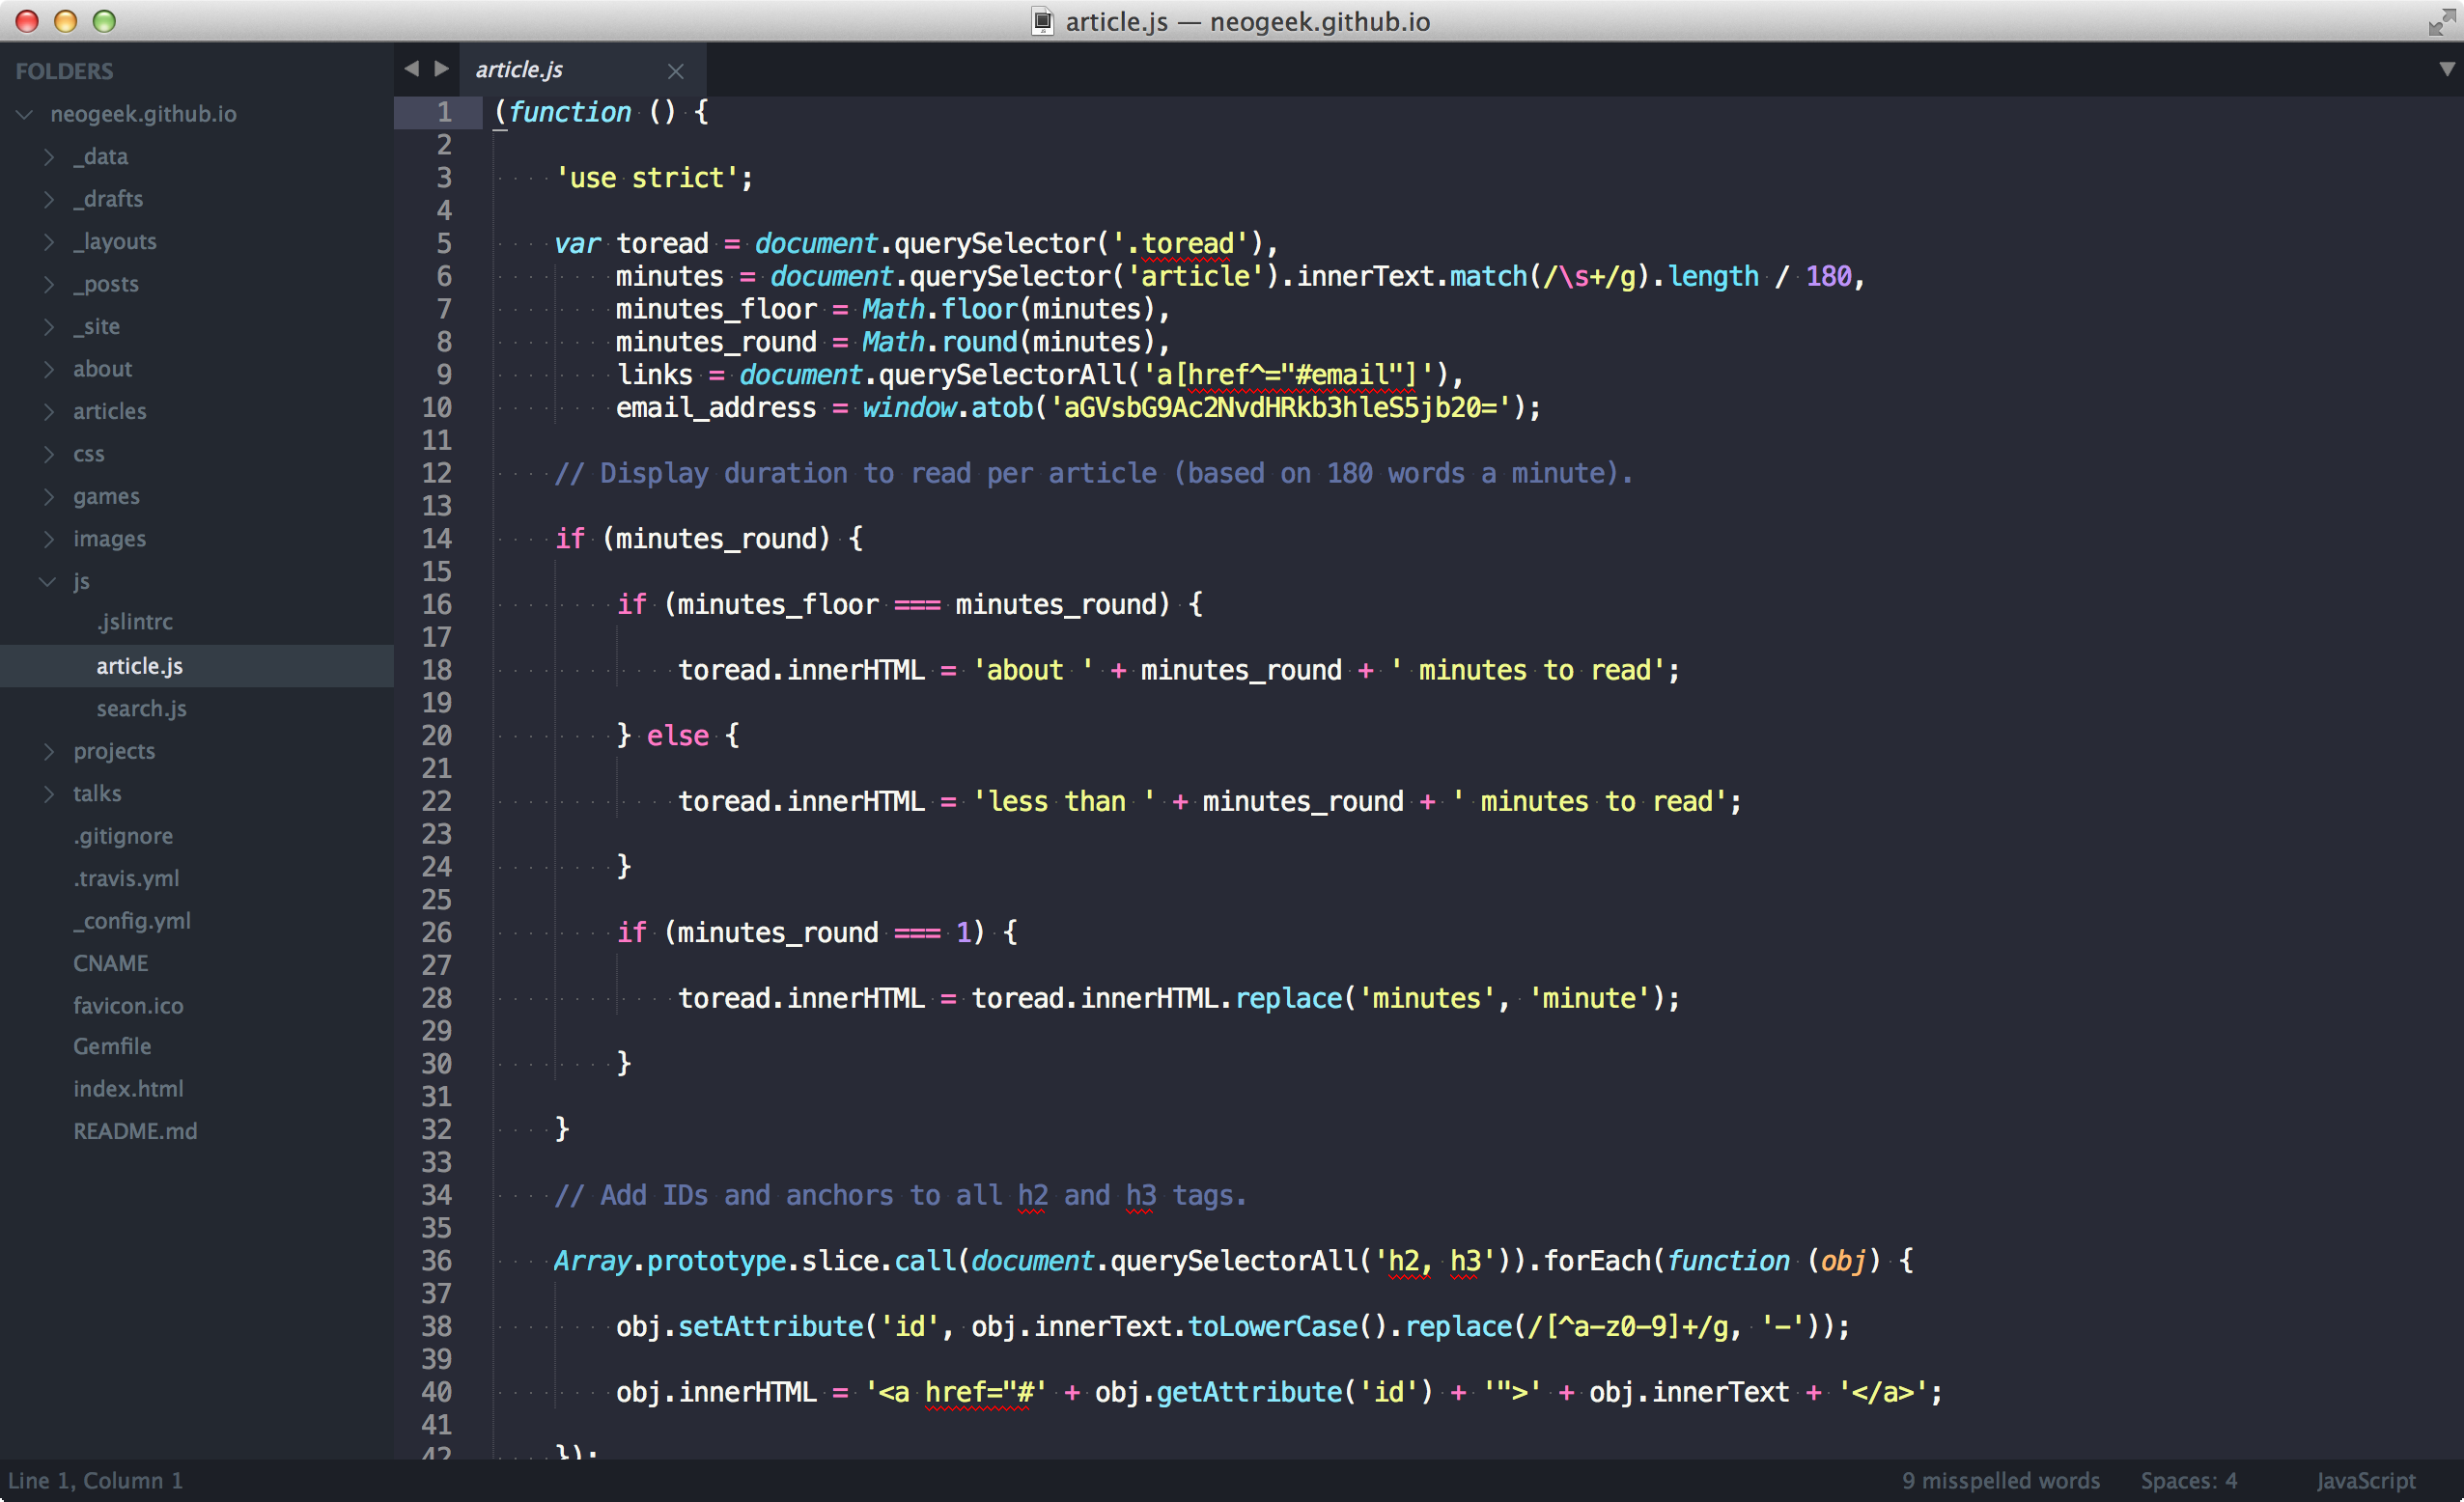 article.js — neogeek.github.io
FOLDERS
neogeek.github.io
_data
_drafts
_layouts
_posts
_site
about
articles
css
games
images
js
.jslintrc
article.js
search.js
projects
talks
.gitignore
.travis.yml
_config.yml
CNAME
favicon.ico
Gemfile
index.html
README.md
article.js
1 (function () {
2
3     'use strict';
4
5     var toread = document.querySelector('.toread'),
6         minutes = document.querySelector('article').innerText.match(/\s+/g).length / 180,
7         minutes_floor = Math.floor(minutes),
8         minutes_round = Math.round(minutes),
9         links = document.querySelectorAll('a[href^="#email"]'),
10         email_address = window.atob('aGVsbG9Ac2NvdHRkb3hleS5jb20=');
11
12     // Display duration to read per article (based on 180 words a minute).
13
14     if (minutes_round) {
15
16         if (minutes_floor === minutes_round) {
17
18             toread.innerHTML = 'about ' + minutes_round + ' minutes to read';
19
20         } else {
21
22             toread.innerHTML = 'less than ' + minutes_round + ' minutes to read';
23
24         }
25
26         if (minutes_round === 1) {
27
28             toread.innerHTML = toread.innerHTML.replace('minutes', 'minute');
29
30         }
31
32     }
33
34     // Add IDs and anchors to all h2 and h3 tags.
35
36     Array.prototype.slice.call(document.querySelectorAll('h2, h3')).forEach(function (obj) {
37
38         obj.setAttribute('id', obj.innerText.toLowerCase().replace(/[^a-z0-9]+/g, '-'));
39
40         obj.innerHTML = '<a href="#' + obj.getAttribute('id') + '">' + obj.innerText + '</a>';
41
42     });
Line 1, Column 1
9 misspelled words
Spaces: 4
JavaScript